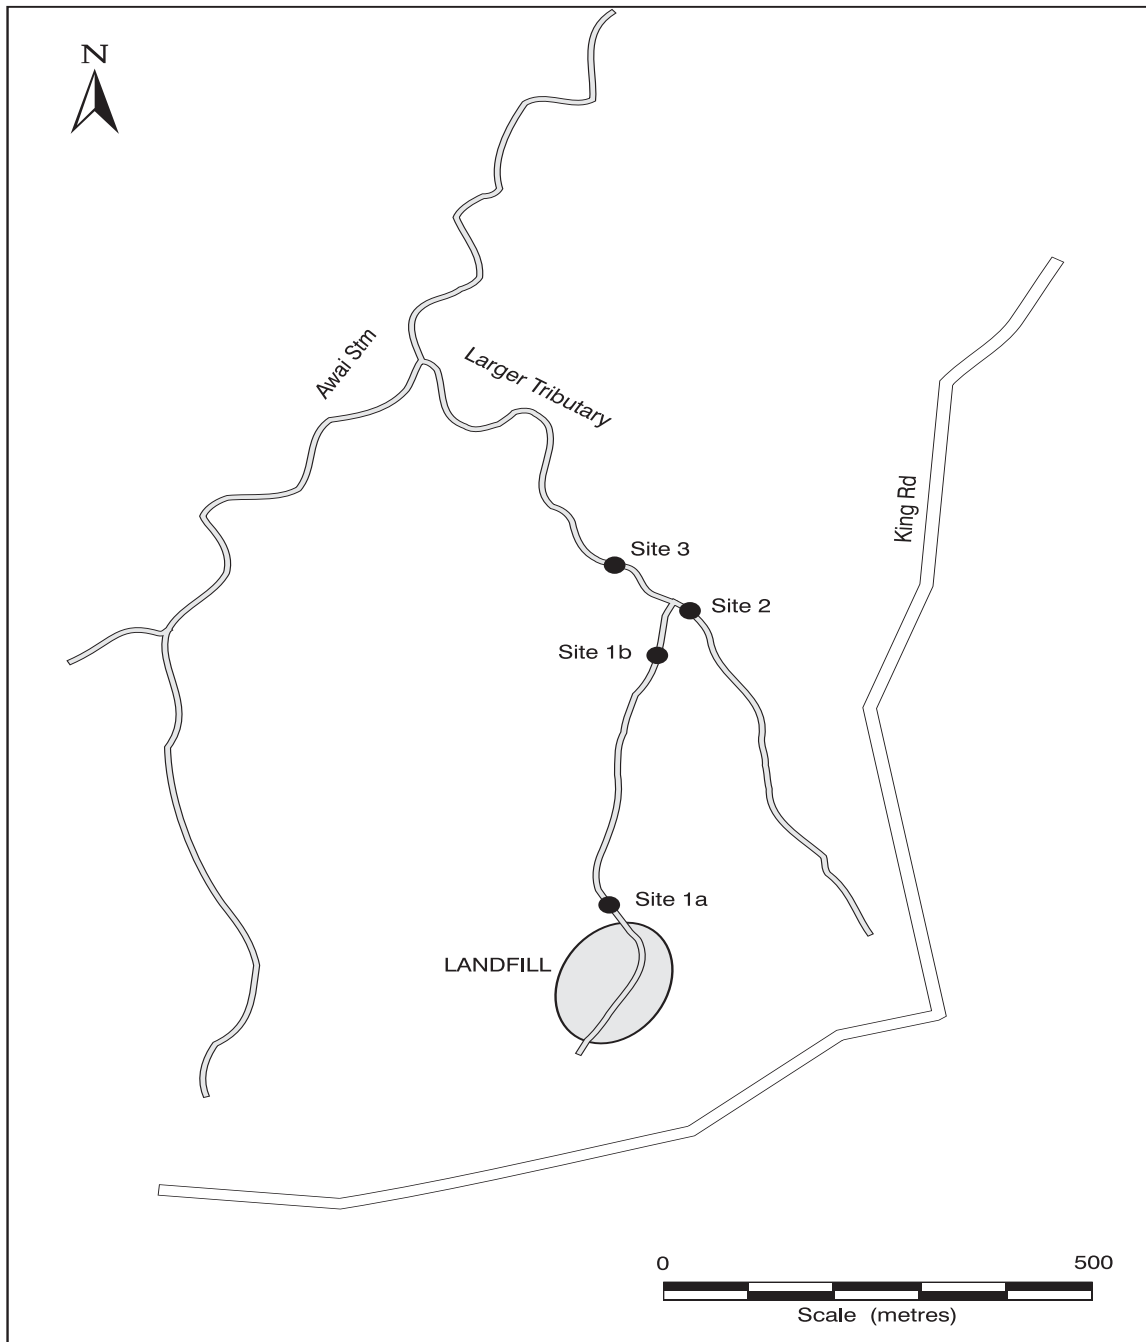 N
Awai Stm
Larger Tributary
King Rd
Site 3
Site 2
Site 1b
Site 1a
LANDFILL
0 500
Scale (metres)